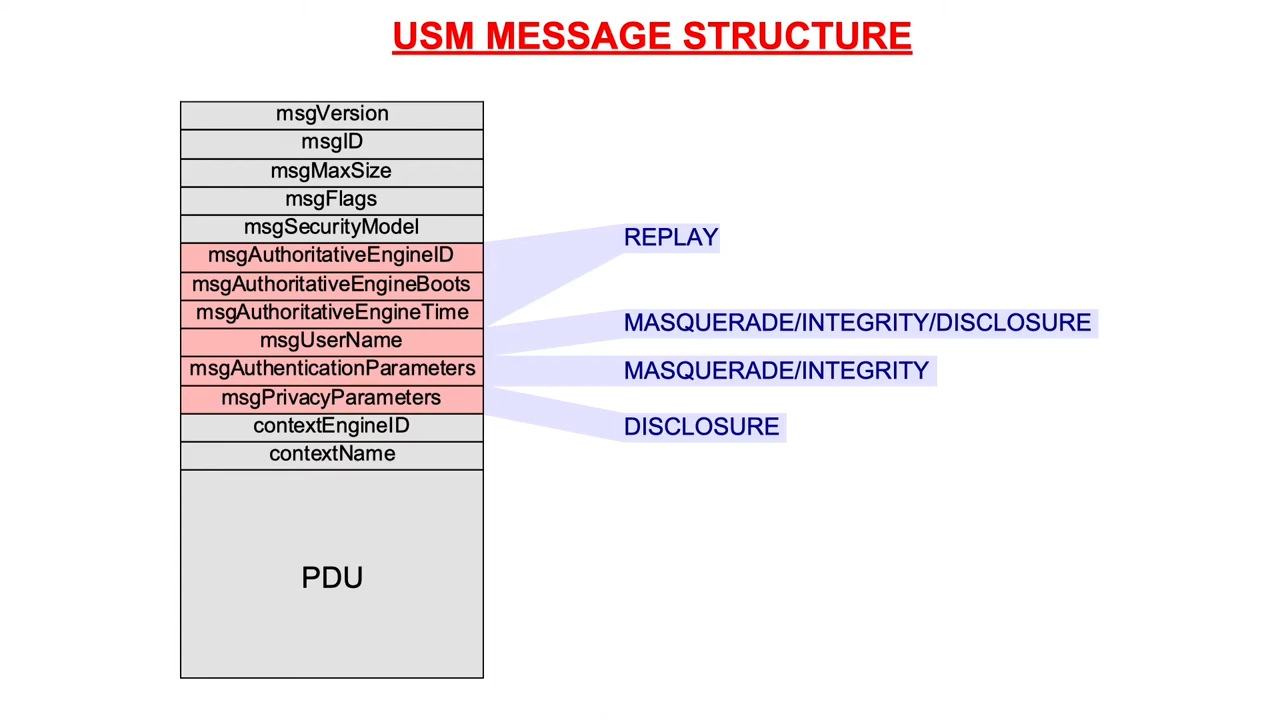 USM MESSAGE STRUCTURE
msgVersion
msgID
msgMaxSize
msgFlags
msgSecurityModel
msgAuthoritativeEngineID
msgAuthoritativeEngineBoots
msgAuthoritativeEngineTime
msgUserName
msgAuthenticationParameters
msgPrivacyParameters
contextEngineID
contextName
PDU
REPLAY
MASQUERADE/INTEGRITY/DISCLOSURE
MASQUERADE/INTEGRITY
DISCLOSURE